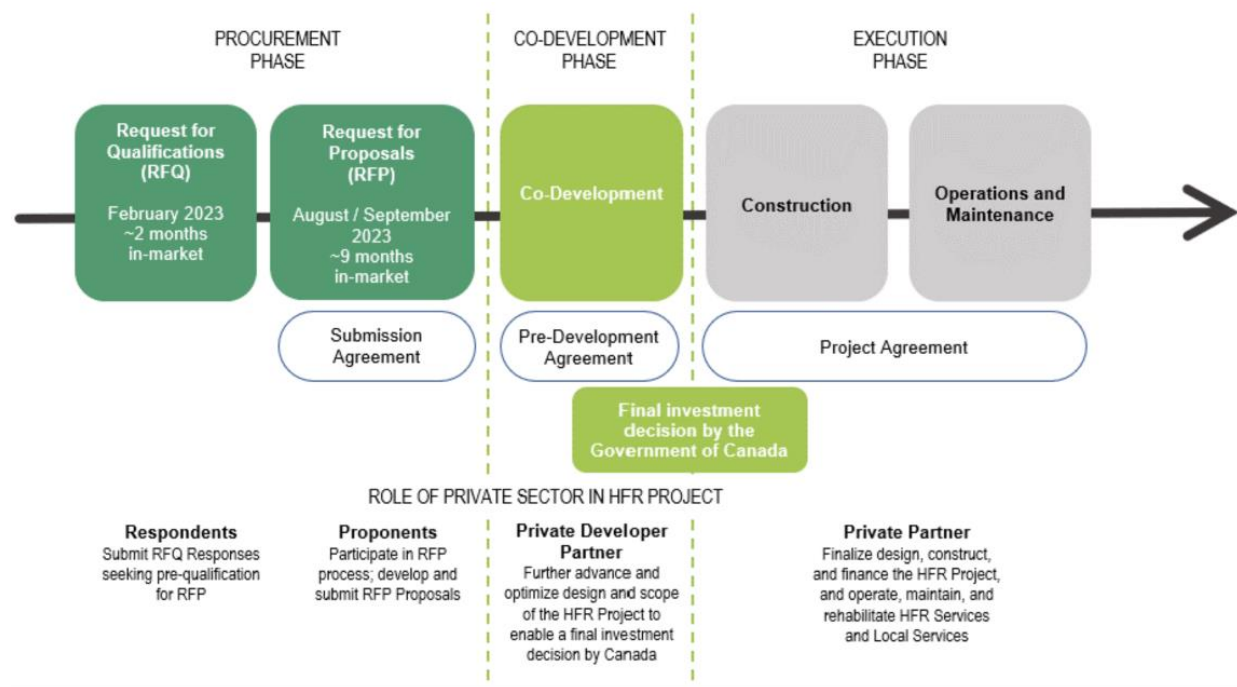 PROCUREMENT
PHASE
CO-DEVELOPMENT
PHASE
EXECUTION
PHASE
Request for
Qualifications
(RFQ)
February 2023
~2 months
in-market
Request for
Proposals
(RFP)
August / September
2023
~9 months
in-market
Co-Development
Construction
Operations and
Maintenance
Submission
Agreement
Pre-Development
Agreement
Project Agreement
Final investment
decision by the
Government of Canada
ROLE OF PRIVATE SECTOR IN HFR PROJECT
Respondents
Submit RFQ Responses
seeking pre-qualification
for RFP
Proponents
Participate in RFP
process; develop and
submit RFP Proposals
Private Developer
Partner
Further advance and
optimize design and scope
of the HFR Project to
enable a final investment
decision by Canada
Private Partner
Finalize design, construct,
and finance the HFR Project,
and operate, maintain, and
rehabilitate HFR Services
and Local Services